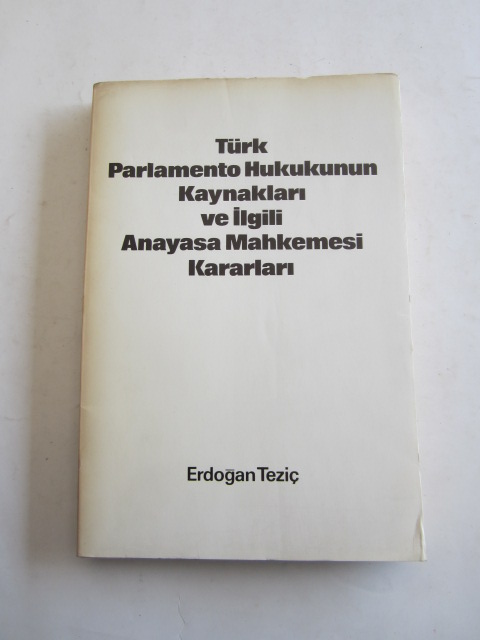 Türk
Parlamento Hukukunun
Kaynakları
ve İlgili
Anayasa Mahkemesi
Kararları
Erdoğan Teziç